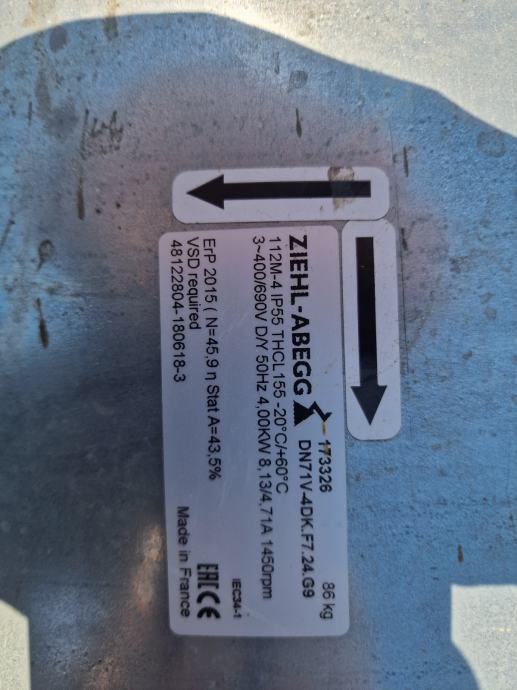 173326 86 kg
ZIEHL-ABEGG DN71V-4DK.F7.24.G9
112M-4 IP55 THCL155 -20°C/+60°C
3~400/690V D/Y 50Hz 4,00KW 8,13/4,71A 1450rpm
IEC34-1
ErP 2015 ( N=45,9 η Stat A=43,5% EAC CE
VSD required
48122804-180618-3 Made in France